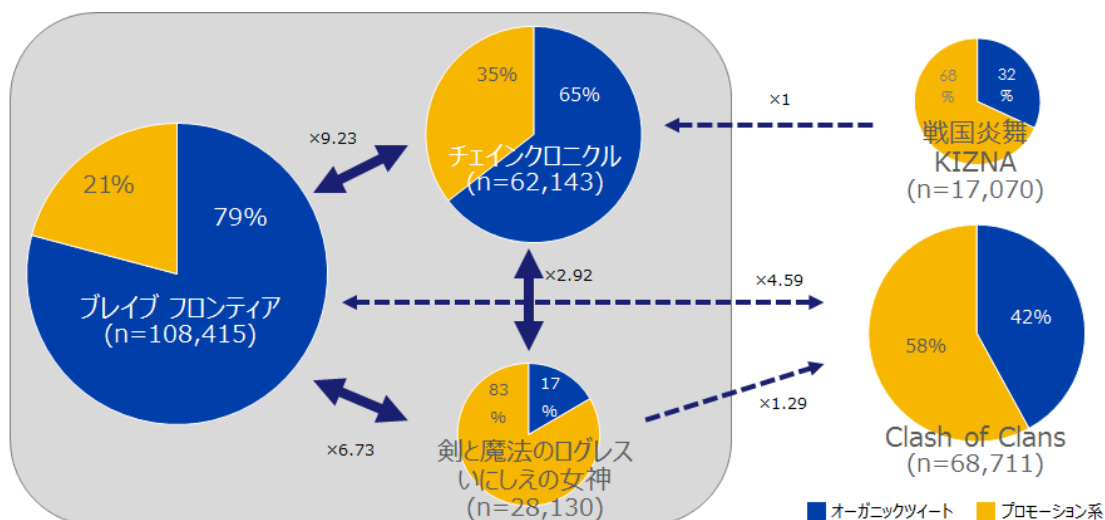 35%
65%
チェインクロニクル
(n=62,143)
×9.23
21%
79%
ブレイブ フロンティア
(n=108,415)
×1
68
%
32
%
戦国炎舞
KIZNA
(n=17,070)
×2.92
×4.59
42%
58%
Clash of Clans
(n=68,711)
×6.73
83
%
17
%
剣と魔法のログレス
いにしえの女神
(n=28,130)
×1.29
オーガニックツイート
プロモーション系